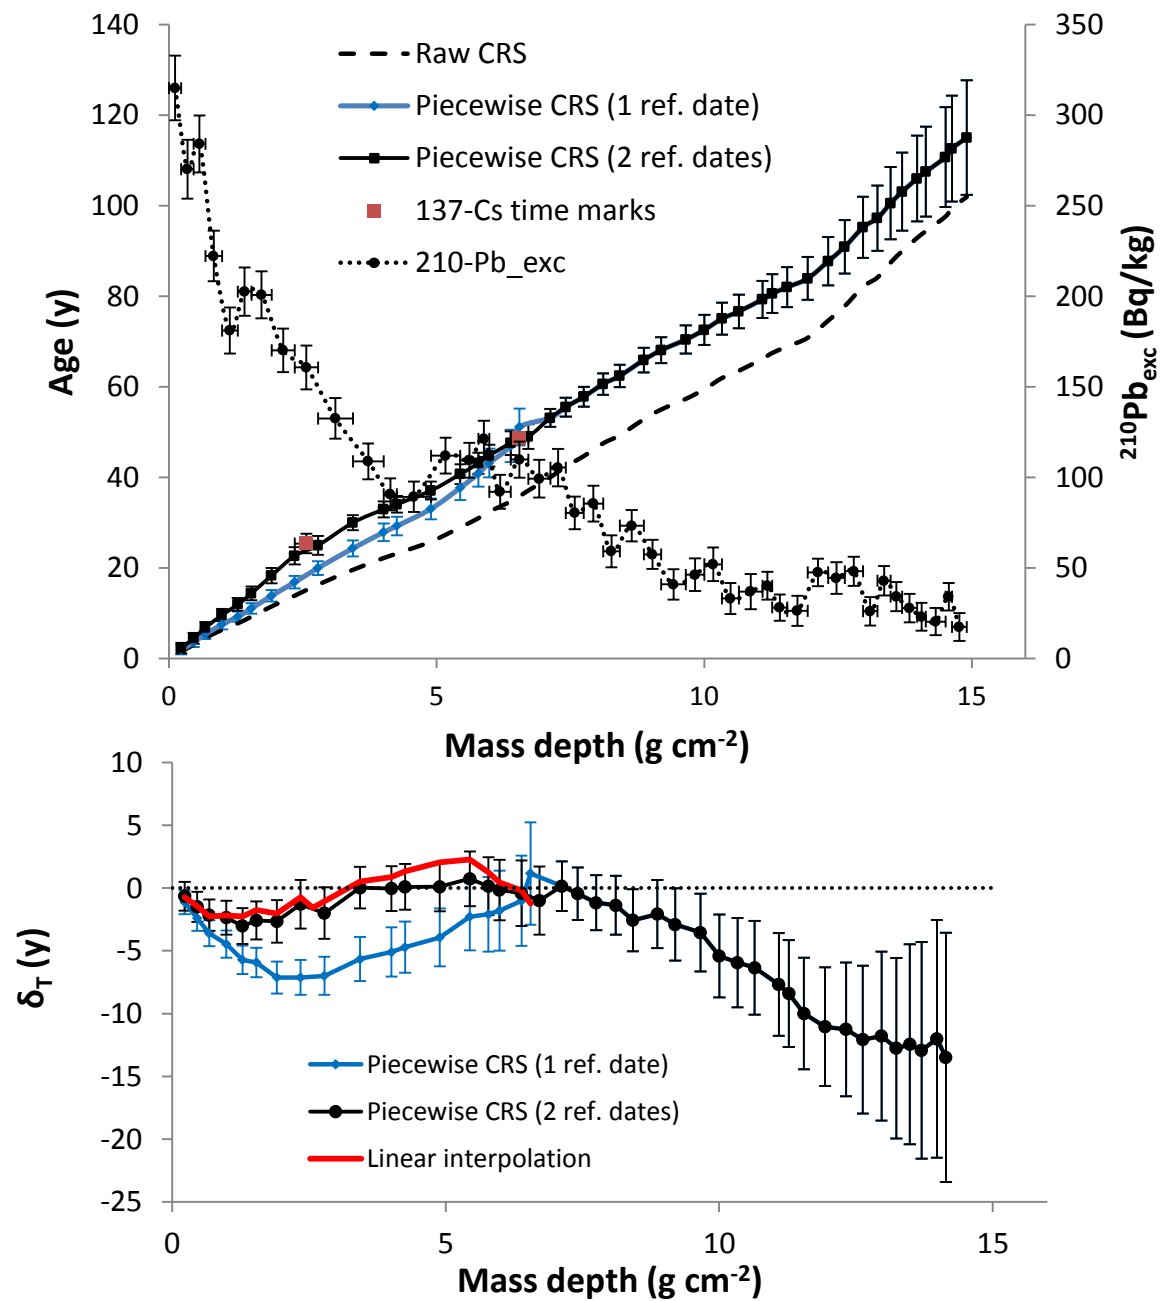 140
120
100
80
60
40
20
0
Age (y)
350
300
250
200
150
100
50
0
²¹⁰Pb_exc (Bq/kg)
Raw CRS
Piecewise CRS (1 ref. date)
Piecewise CRS (2 ref. dates)
137-Cs time marks
210-Pb_exc
0 5 10 15
Mass depth (g cm⁻²)
10
5
0
-5
-10
-15
-20
-25
δ_T (y)
Piecewise CRS (1 ref. date)
Piecewise CRS (2 ref. dates)
Linear interpolation
0 5 10 15
Mass depth (g cm⁻²)